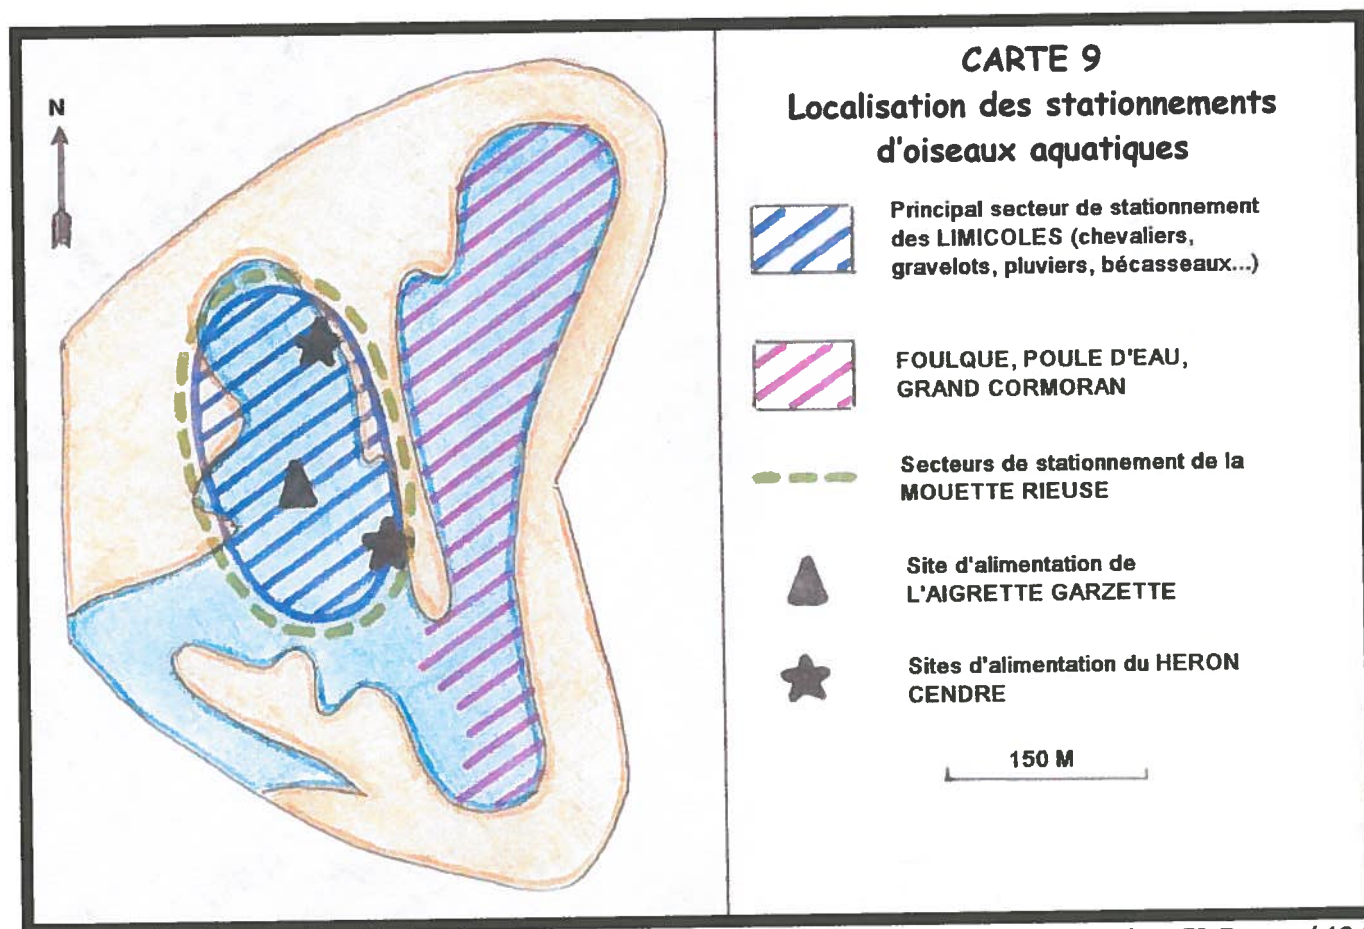 N
CARTE 9
Localisation des stationnements
d'oiseaux aquatiques
Principal secteur de stationnement
des LIMICOLES (chevaliers,
gravelots, pluviers, bécasseaux...)
FOULQUE, POULE D'EAU,
GRAND CORMORAN
Secteurs de stationnement de la
MOUETTE RIEUSE
Site d'alimentation de
L'AIGRETTE GARZETTE
Sites d'alimentation du HERON
CENDRE
150 M